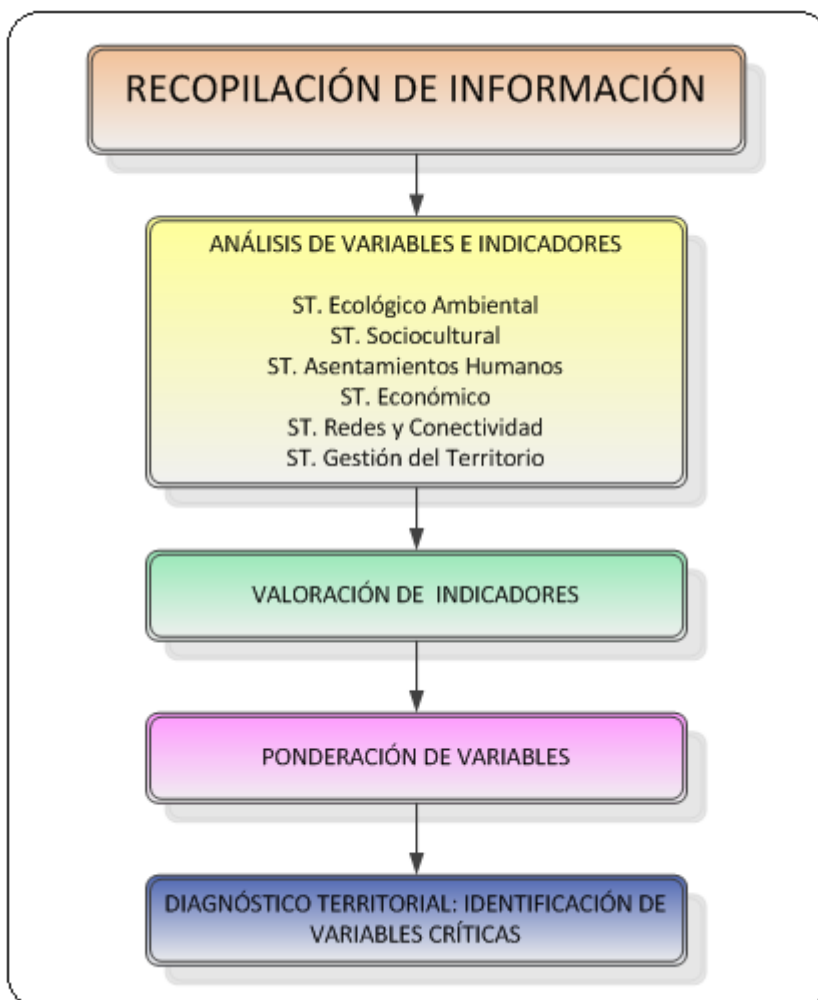 RECOPILACIÓN DE INFORMACIÓN
ANÁLISIS DE VARIABLES E INDICADORES
ST. Ecológico Ambiental
ST. Sociocultural
ST. Asentamientos Humanos
ST. Económico
ST. Redes y Conectividad
ST. Gestión del Territorio
VALORACIÓN DE INDICADORES
PONDERACIÓN DE VARIABLES
DIAGNÓSTICO TERRITORIAL: IDENTIFICACIÓN DE
VARIABLES CRÍTICAS